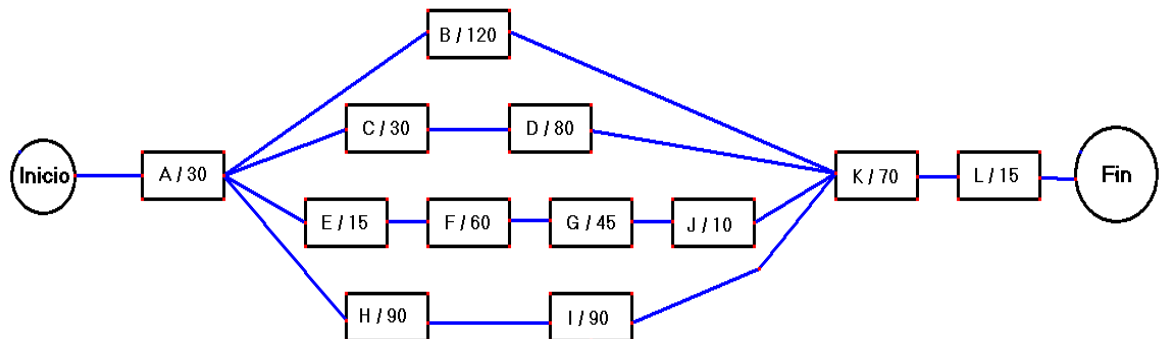 B / 120
C / 30
D / 80
Inicio
A / 30
K / 70
L / 15
Fin
E / 15
F / 60
G / 45
J / 10
H / 90
I / 90